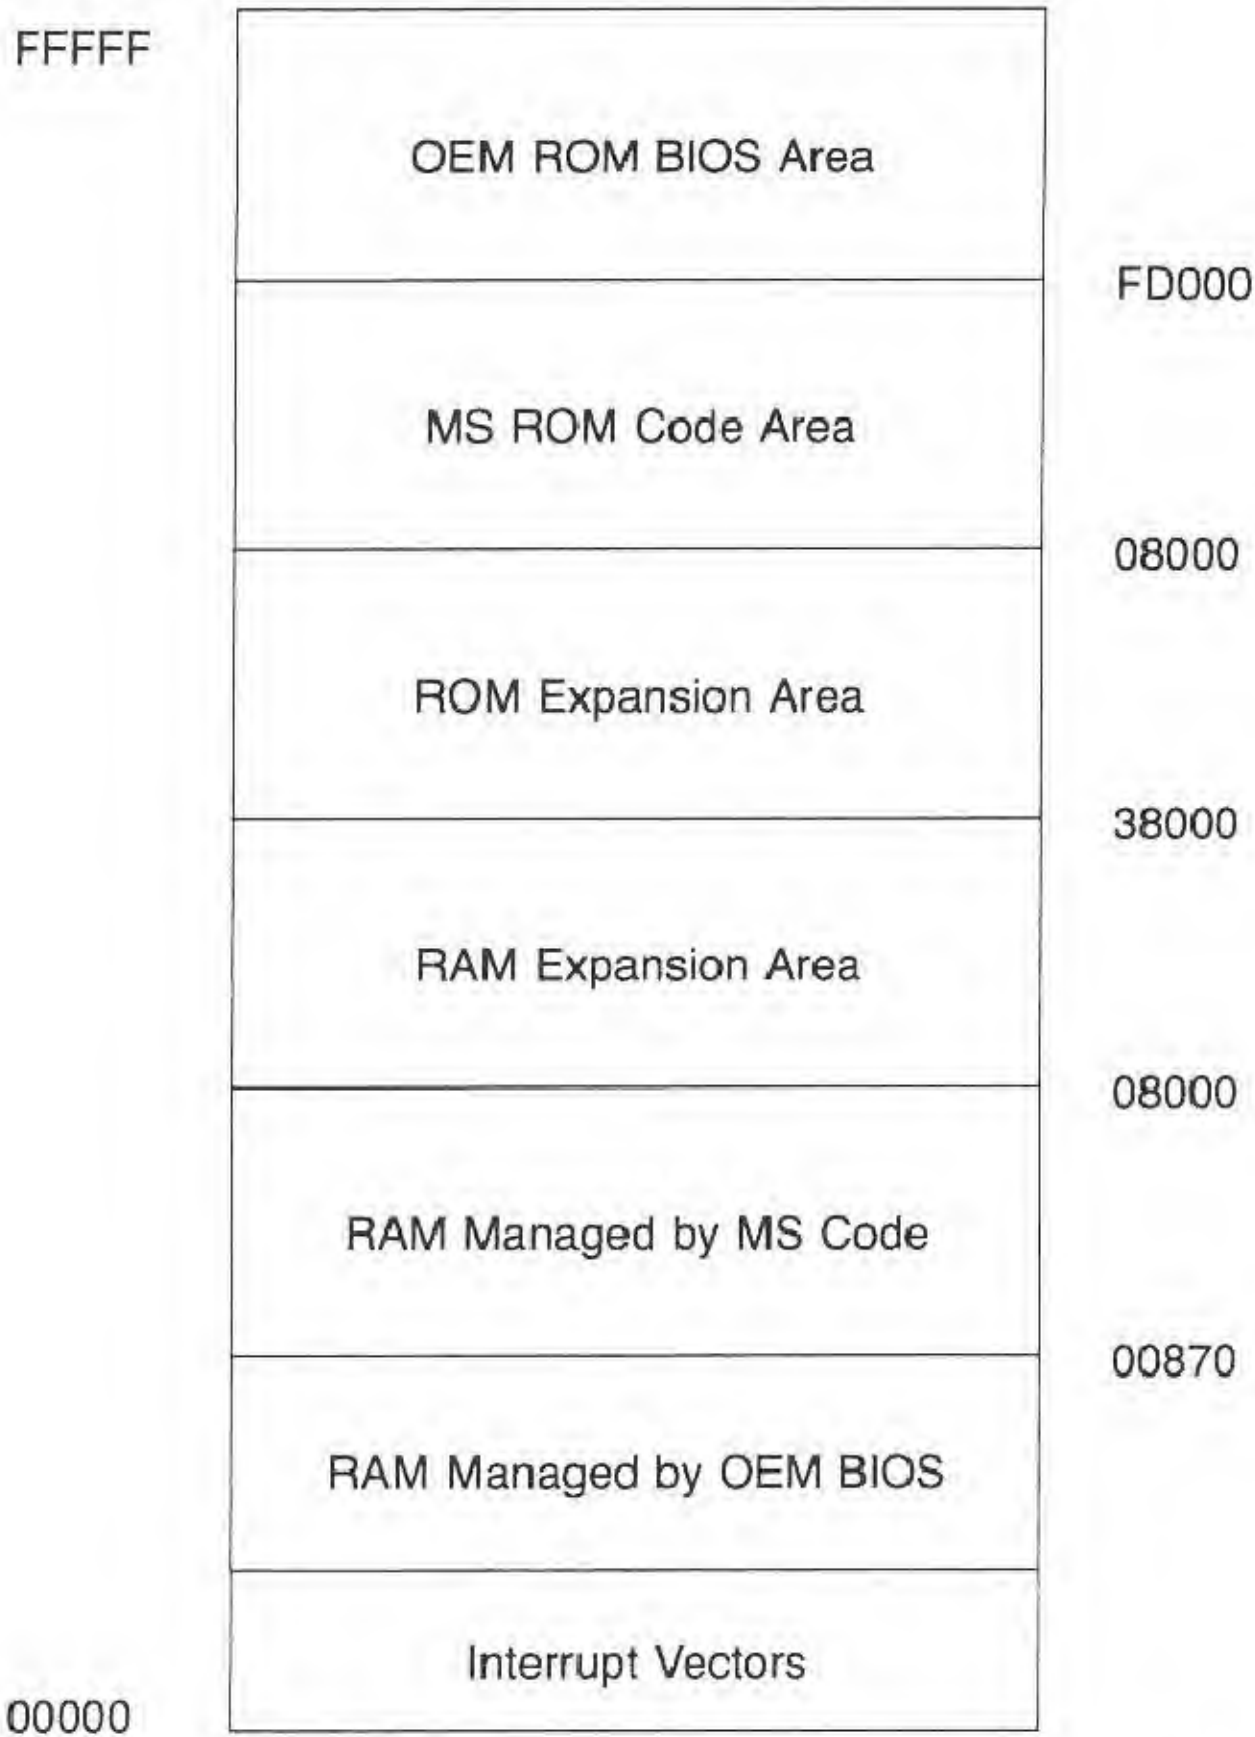 FFFFF
OEM ROM BIOS Area
FD000
MS ROM Code Area
08000
ROM Expansion Area
38000
RAM Expansion Area
08000
RAM Managed by MS Code
00870
RAM Managed by OEM BIOS
Interrupt Vectors
00000